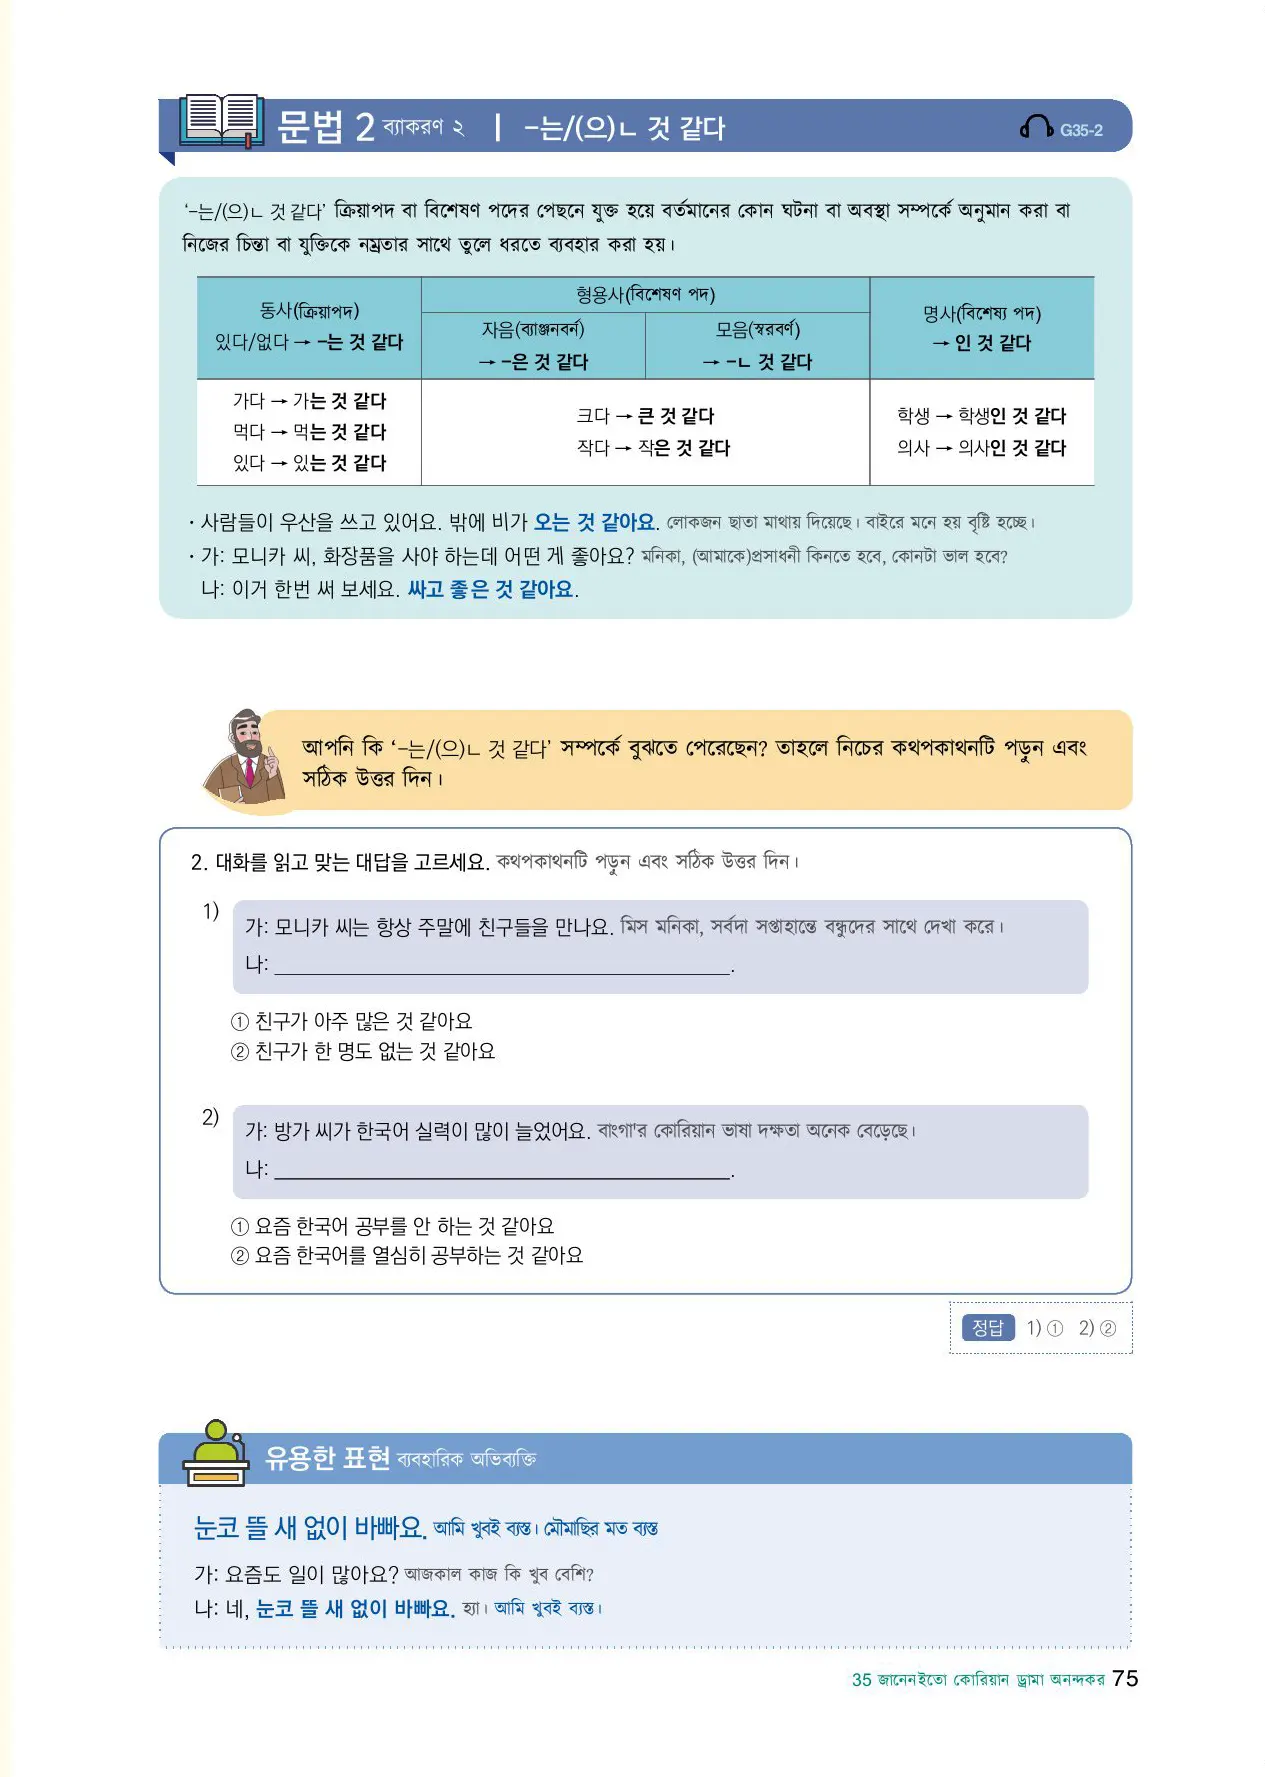 문법 2 ব্যাকরণ ২ | -는/(으)ㄴ 것 같다
G35-2
‘-는/(으)ㄴ 것 같다’ ক্রিয়াপদ বা বিশেষণ পদের পেছনে যুক্ত হয়ে বর্তমানের কোন ঘটনা বা অবস্থা সম্পর্কে অনুমান করা বা
নিজের চিন্তা বা যুক্তিকে নম্রতার সাথে তুলে ধরতে ব্যবহার করা হয়।
동사(ক্রিয়াপদ)
있다/없다 → -는 것 같다
형용사(বিশেষণ পদ)
자음(ব্যাঞ্জনবর্ন)
→ -은 것 같다
모음(স্বরবর্ণ)
→ -ㄴ 것 같다
명사(বিশেষ্য পদ)
→ 인 것 같다
가다 → 가는 것 같다
먹다 → 먹는 것 같다
있다 → 있는 것 같다
크다 → 큰 것 같다
작다 → 작은 것 같다
학생 → 학생인 것 같다
의사 → 의사인 것 같다
· 사람들이 우산을 쓰고 있어요. 밖에 비가 오는 것 같아요. লোকজন ছাতা মাথায় দিয়েছে। বাইরে মনে হয় বৃষ্টি হচ্ছে।
· 가: 모니카 씨, 화장품을 사야 하는데 어떤 게 좋아요? মনিকা, (আমাকে)প্রসাধনী কিনতে হবে, কোনটা ভাল হবে?
나: 이거 한번 써 보세요. 싸고 좋은 것 같아요.
আপনি কি ‘-는/(으)ㄴ 것 같다’ সম্পর্কে বুঝতে পেরেছেন? তাহলে নিচের কথপকাথনটি পড়ুন এবং
সঠিক উত্তর দিন।
2. 대화를 읽고 맞는 대답을 고르세요. কথপকাথনটি পড়ুন এবং সঠিক উত্তর দিন।
1)
가: 모니카 씨는 항상 주말에 친구들을 만나요. মিস মনিকা, সর্বদা সপ্তাহান্তে বন্ধুদের সাথে দেখা করে।
나: ____________________.
① 친구가 아주 많은 것 같아요
② 친구가 한 명도 없는 것 같아요
2)
가: 방가 씨가 한국어 실력이 많이 늘었어요. বাংগা'র কোরিয়ান ভাষা দক্ষতা অনেক বেড়েছে।
나: ____________________.
① 요즘 한국어 공부를 안 하는 것 같아요
② 요즘 한국어를 열심히 공부하는 것 같아요
정답 1) ① 2) ②
유용한 표현 ব্যবহারিক অভিব্যক্তি
눈코 뜰 새 없이 바빠요. আমি খুবই ব্যস্ত। মৌমাছির মত ব্যস্ত
가: 요즘도 일이 많아요? আজকাল কাজ কি খুব বেশি?
나: 네, 눈코 뜰 새 없이 바빠요. হ্যা। আমি খুবই ব্যস্ত।
35 জানেনইতো কোরিয়ান ড্রামা অনন্দকর 75